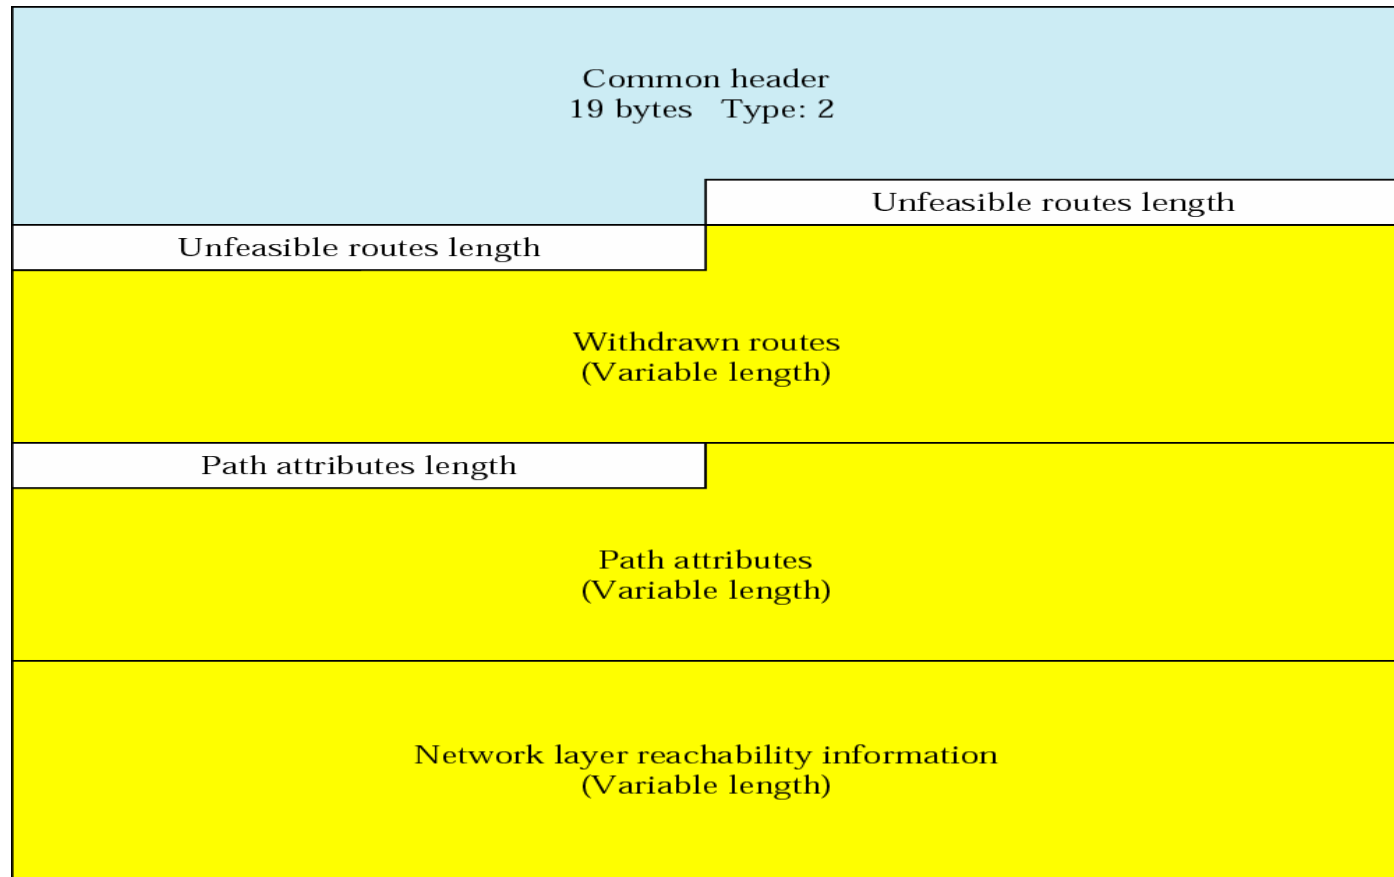 Common header
19 bytes Type: 2
Unfeasible routes length
Unfeasible routes length
Withdrawn routes
(Variable length)
Path attributes length
Path attributes
(Variable length)
Network layer reachability information
(Variable length)